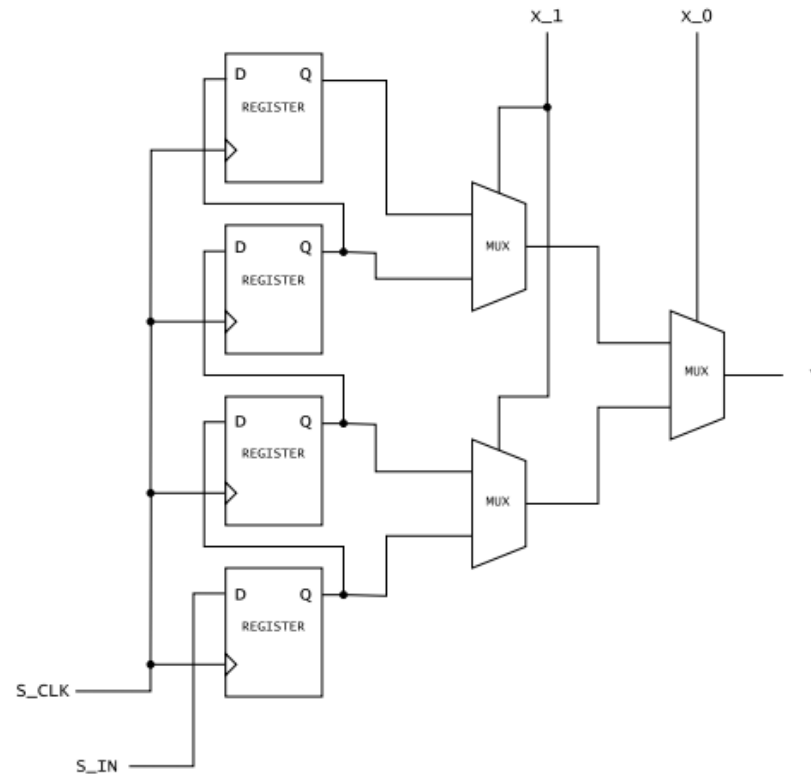 X_1 X_0
D Q
REGISTER
D Q
REGISTER
MUX
MUX
D Q
REGISTER
MUX
D Q
REGISTER
S_CLK
S_IN